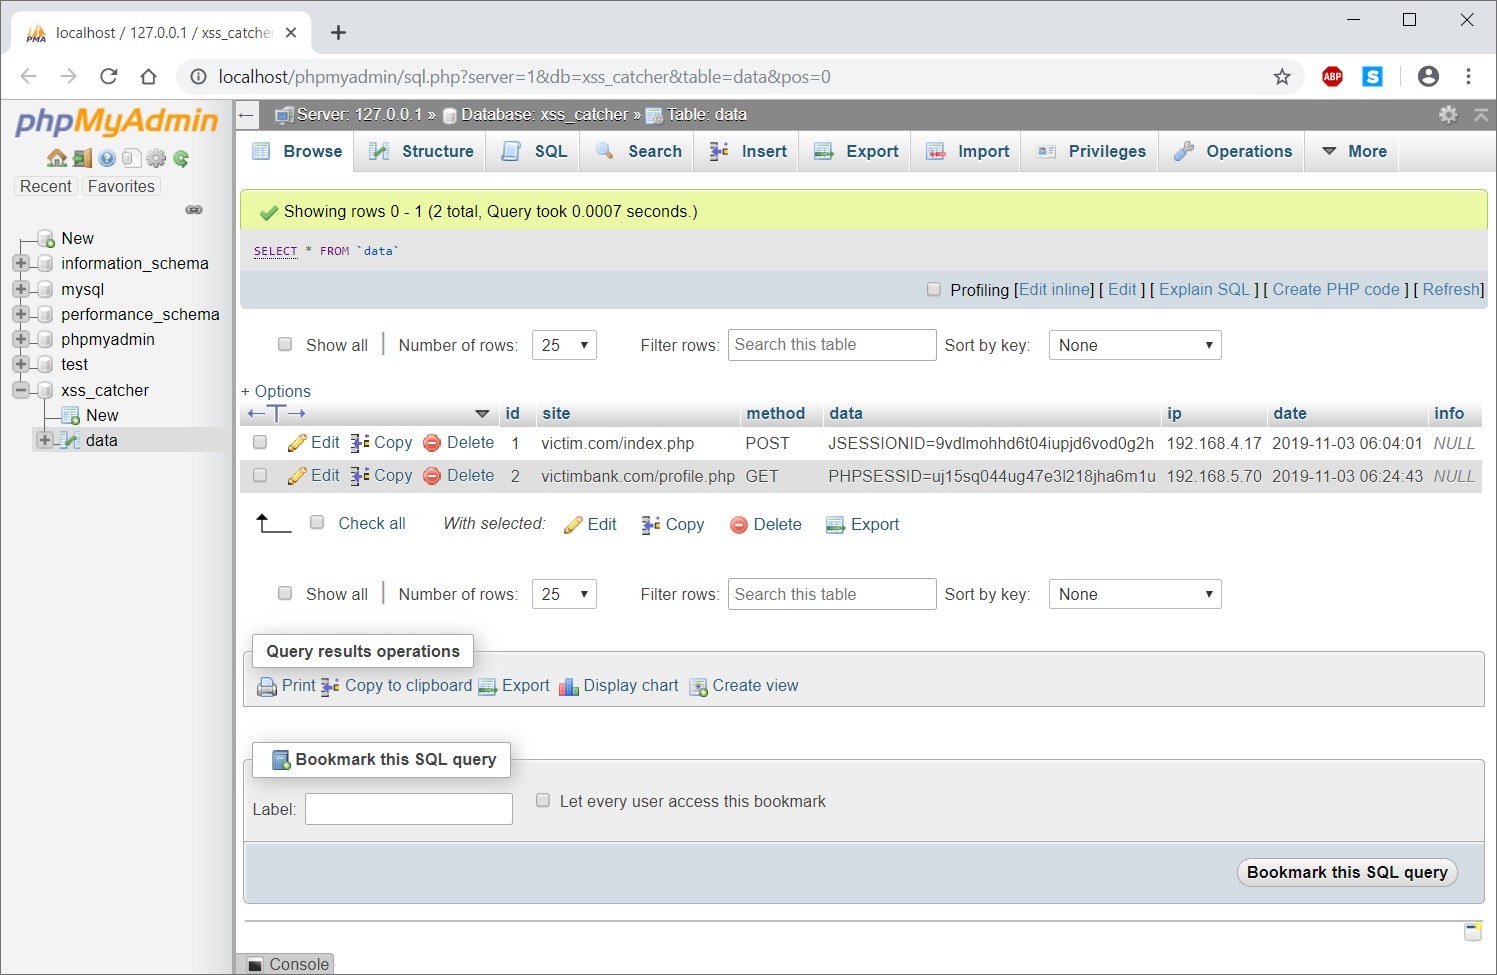 localhost / 127.0.0.1 / xss_catche
localhost/phpmyadmin/sql.php?server=1&db=xss_catcher&table=data&pos=0
ABP
S
phpMyAdmin
Recent Favorites
New
information_schema
mysql
performance_schema
phpmyadmin
test
xss_catcher
New
data
Server: 127.0.0.1 » Database: xss_catcher » Table: data
Browse Structure SQL Search Insert Export Import Privileges Operations More
Showing rows 0 - 1 (2 total, Query took 0.0007 seconds.)
SELECT * FROM `data`
Profiling [Edit inline] [ Edit ] [ Explain SQL ] [ Create PHP code ] [ Refresh]
Show all | Number of rows: 25 Filter rows: Search this table Sort by key: None
+ Options
←T→ id site method data ip date info
Edit Copy Delete 1 victim.com/index.php POST JSESSIONID=9vdlmohhd6t04iupjd6vod0g2h 192.168.4.17 2019-11-03 06:04:01 NULL
Edit Copy Delete 2 victimbank.com/profile.php GET PHPSESSID=uj15sq044ug47e3l218jha6m1u 192.168.5.70 2019-11-03 06:24:43 NULL
Check all With selected: Edit Copy Delete Export
Show all | Number of rows: 25 Filter rows: Search this table Sort by key: None
Query results operations
Print Copy to clipboard Export Display chart Create view
Bookmark this SQL query
Label: Let every user access this bookmark
Bookmark this SQL query
Console